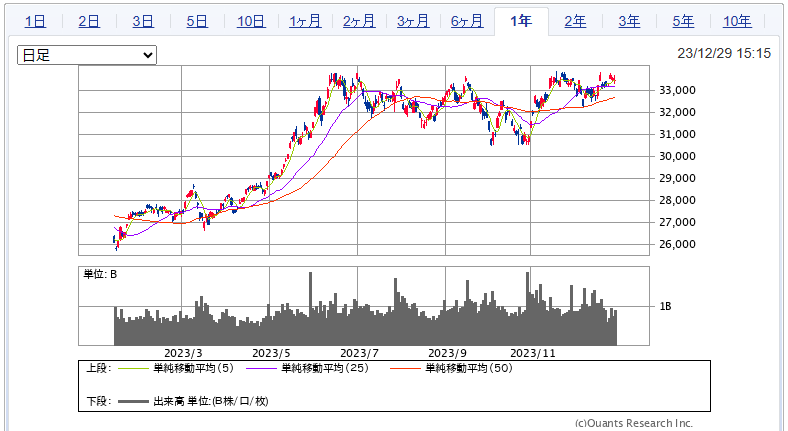 1日 2日 3日 5日 10日 1ヶ月 2ヶ月 3ヶ月 6ヶ月 1年 2年 3年 5年 10年
日足 23/12/29 15:15
33,000
32,000
31,000
30,000
29,000
28,000
27,000
26,000
単位: B
1B
2023/3 2023/5 2023/7 2023/9 2023/11
上段: 単純移動平均(5) 単純移動平均(25) 単純移動平均(50)
下段: 出来高 単位:(B株/口/枚)
(c)Quants Research Inc.